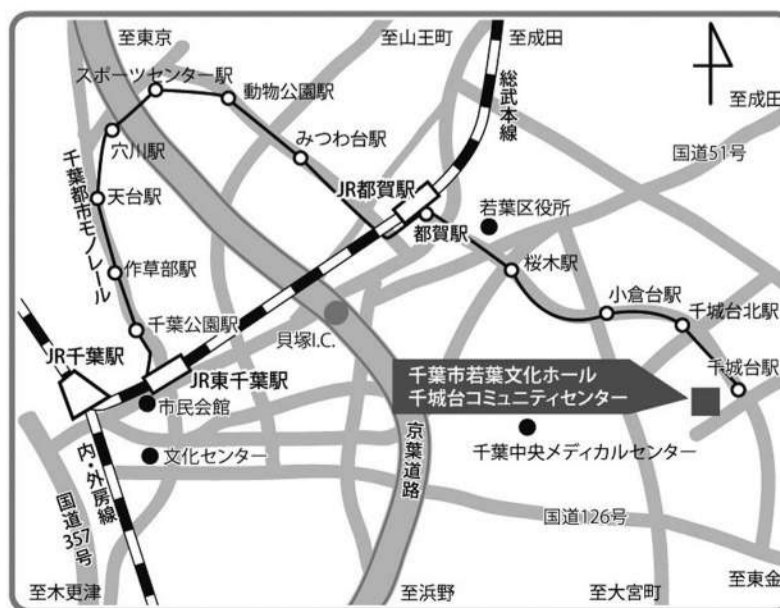 至東京
至山王町
至成田
スポーツセンター駅
動物公園駅
総武本線
至成田
穴川駅
みつわ台駅
国道51号
千葉都市モノレール
天台駅
JR都賀駅
都賀駅
若葉区役所
作草部駅
桜木駅
小倉台駅
千城台北駅
千葉公園駅
貝塚I.C.
JR千葉駅
JR東千葉駅
千城台駅
千葉市若葉文化ホール
千城台コミュニティセンター
市民会館
文化センター
京葉道路
千葉中央メディカルセンター
内・外房線
国道357号
国道126号
至木更津
至浜野
至大宮町
至東金